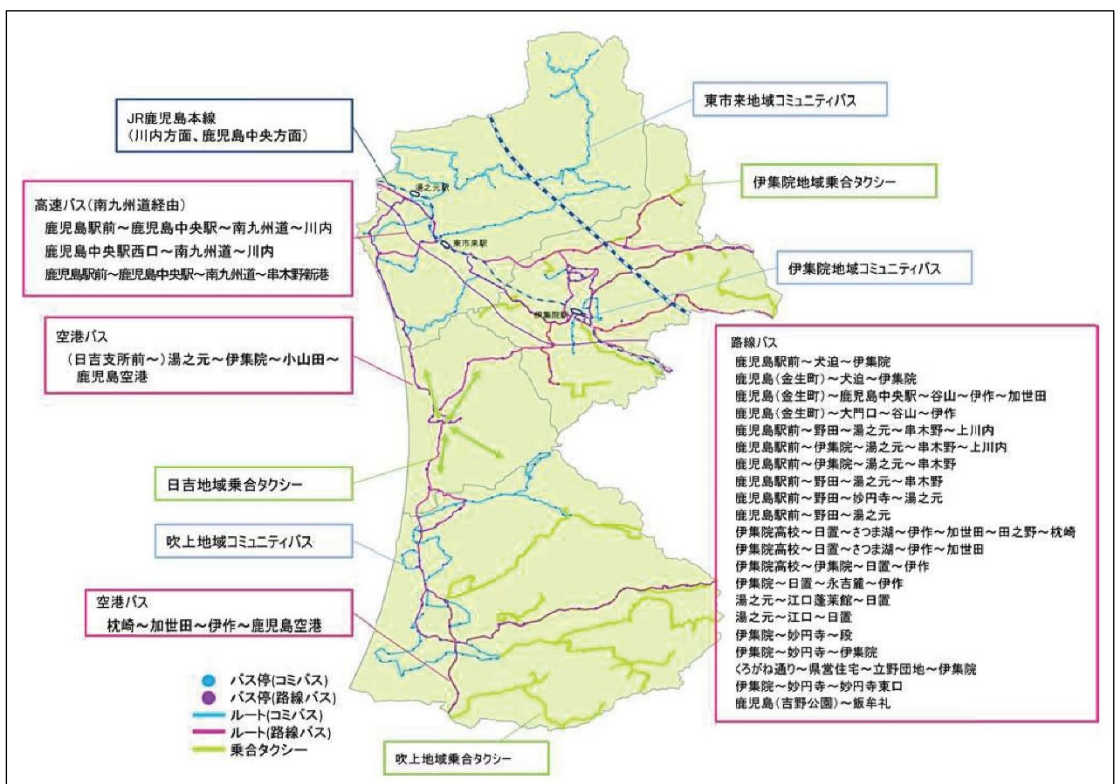 JR鹿児島本線
(川内方面、鹿児島中央方面)
東市来地域コミュニティバス
伊集院地域乗合タクシー
湯之元駅
高速バス(南九州道経由)
鹿児島駅前～鹿児島中央駅～南九州道～川内
鹿児島中央駅西口～南九州道～川内
鹿児島駅前～鹿児島中央駅～南九州道～串木野新港
東市来駅
伊集院地域コミュニティバス
伊集院駅
空港バス
(日吉支所前～)湯之元～伊集院～小山田～
鹿児島空港
路線バス
鹿児島駅前～犬迫～伊集院
鹿児島(金生町)～犬迫～伊集院
鹿児島(金生町)～鹿児島中央駅～谷山～伊作～加世田
鹿児島(金生町)～大門口～谷山～伊作
鹿児島駅前～野田～湯之元～串木野～上川内
鹿児島駅前～伊集院～湯之元～串木野～上川内
鹿児島駅前～伊集院～湯之元～串木野
鹿児島駅前～野田～湯之元～串木野
鹿児島駅前～野田～妙円寺～湯之元
鹿児島駅前～野田～湯之元
伊集院高校～日置～さつま湖～伊作～加世田～田之野～枕崎
伊集院高校～日置～さつま湖～伊作～加世田
伊集院高校～伊集院～日置～伊作
伊集院～日置～永吉麓～伊作
湯之元～江口蓬莱館～日置
湯之元～江口～日置
伊集院～妙円寺～段
伊集院～妙円寺～伊集院
くろがね通り～県営住宅～立野団地～伊集院
伊集院～妙円寺～妙円寺東口
鹿児島(吉野公園)～飯牟礼
日吉地域乗合タクシー
吹上地域コミュニティバス
空港バス
枕崎～加世田～伊作～鹿児島空港
バス停(コミバス)
バス停(路線バス)
ルート(コミバス)
ルート(路線バス)
乗合タクシー
吹上地域乗合タクシー